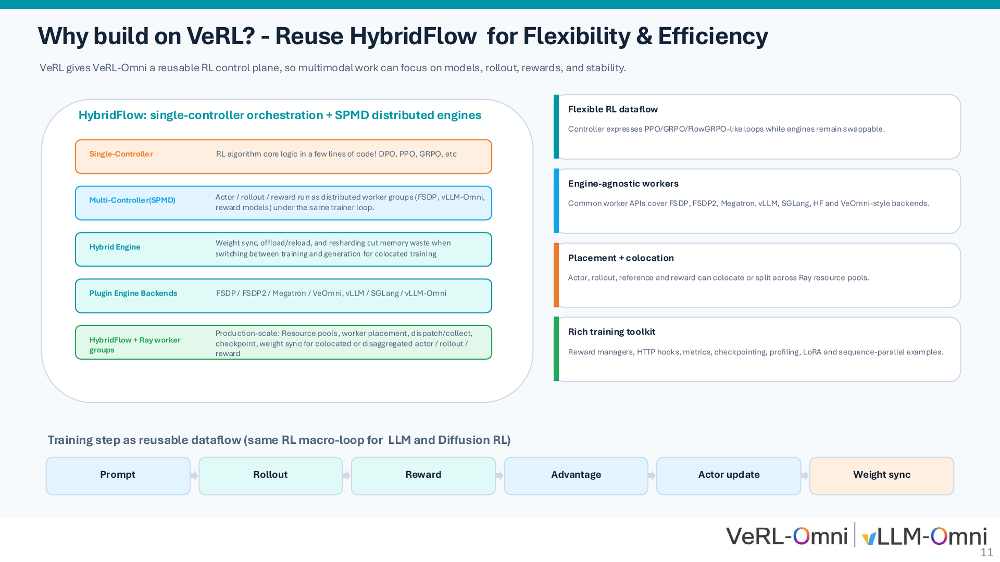 Why build on VeRL? - Reuse HybridFlow for Flexibility & Efficiency
VeRL gives VeRL-Omni a reusable RL control plane, so multimodal work can focus on models, rollout, rewards, and stability.
HybridFlow: single-controller orchestration + SPMD distributed engines
Single-Controller
RL algorithm core logic in a few lines of code! DPO, PPO, GRPO, etc
Multi-Controller(SPMD)
Actor / rollout / reward run as distributed worker groups (FSDP, vLLM-Omni,
reward models) under the same trainer loop.
Hybrid Engine
Weight sync, offload/reload, and resharding cut memory waste when
switching between training and generation for colocated training
Plugin Engine Backends
FSDP / FSDP2 / Megatron / VeOmni, vLLM / SGLang / vLLM-Omni
HybridFlow + Ray worker
groups
Production-scale: Resource pools, worker placement, dispatch/collect,
checkpoint, weight sync for colocated or disaggregated actor / rollout /
reward
Flexible RL dataflow
Controller expresses PPO/GRPO/FlowGRPO-like loops while engines remain swappable.
Engine-agnostic workers
Common worker APIs cover FSDP, FSDP2, Megatron, vLLM, SGLang, HF and VeOmni-style backends.
Placement + colocation
Actor, rollout, reference and reward can colocate or split across Ray resource pools.
Rich training toolkit
Reward managers, HTTP hooks, metrics, checkpointing, profiling, LoRA and sequence-parallel examples.
Training step as reusable dataflow (same RL macro-loop for LLM and Diffusion RL)
Prompt
Rollout
Reward
Advantage
Actor update
Weight sync
VeRL-Omni
vLLM-Omni
11